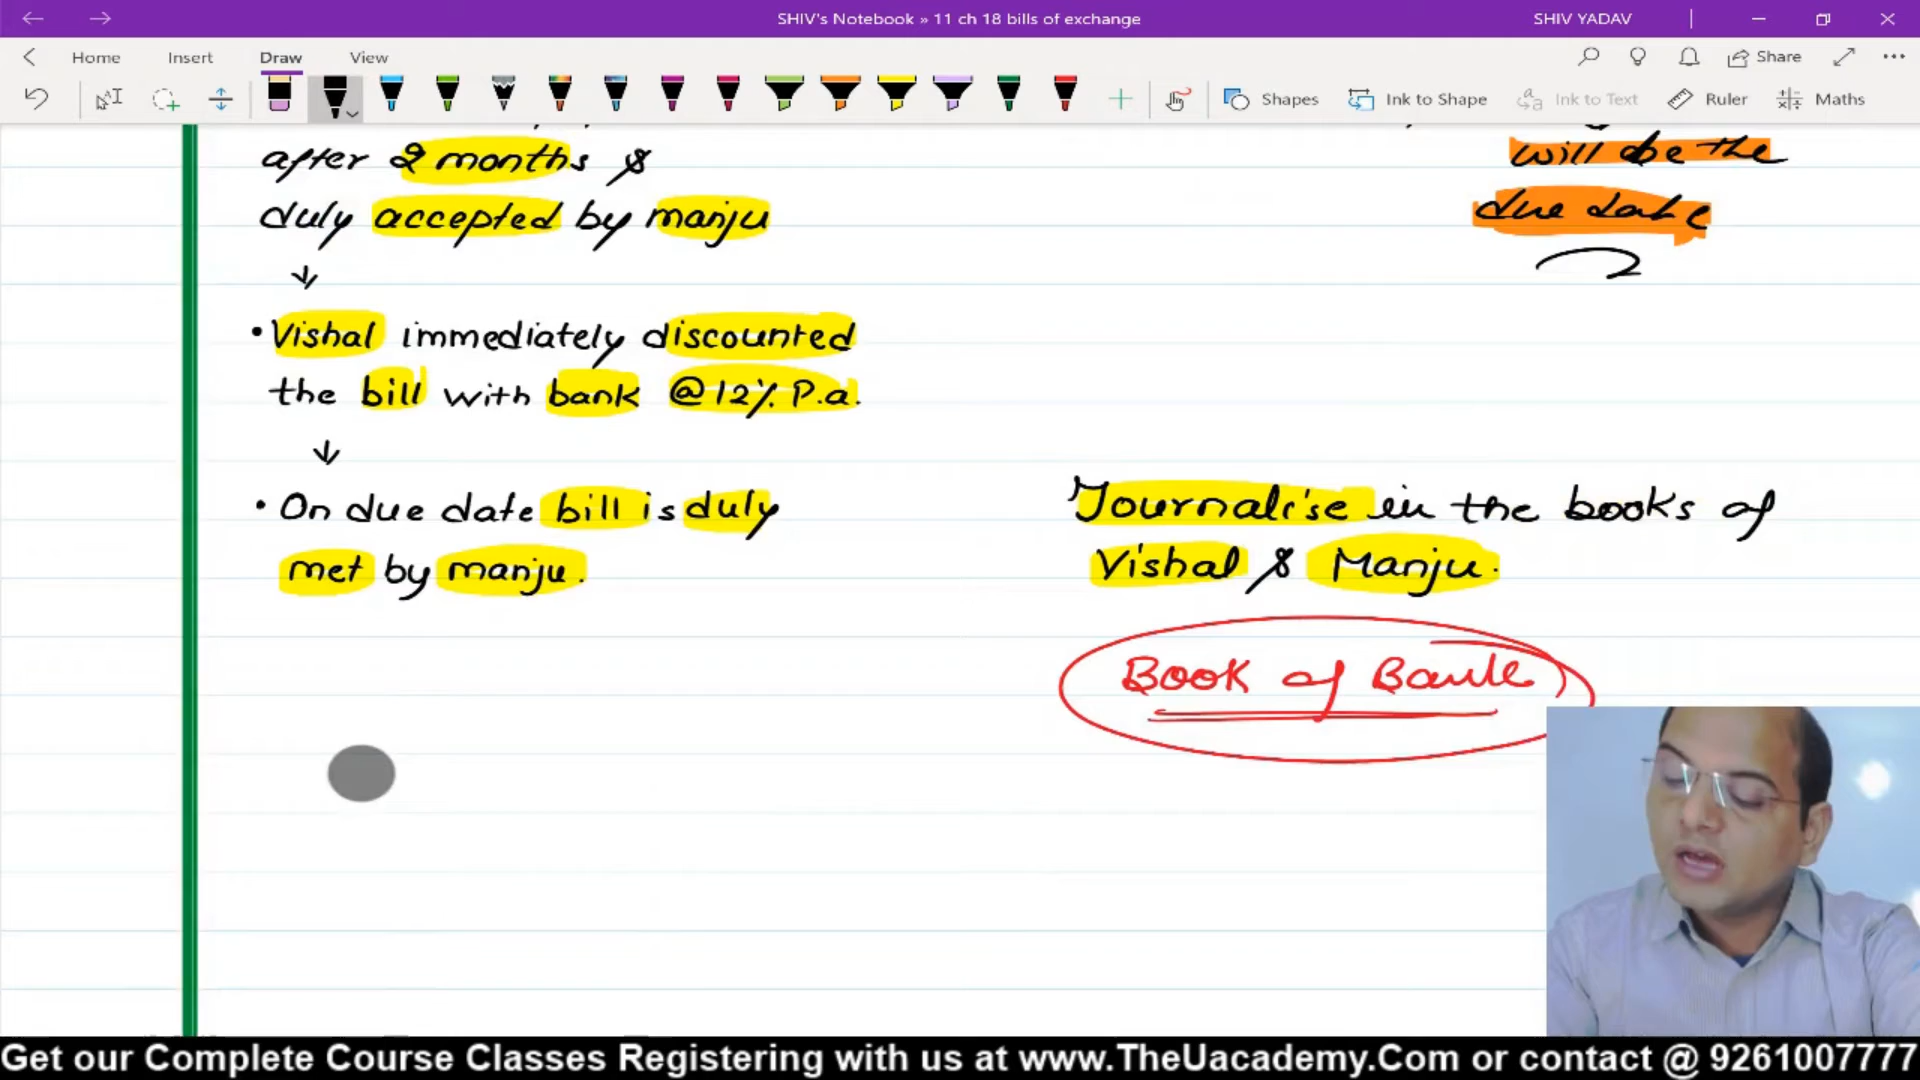 SHIV's Notebook » 11 ch 18 bills of exchange
SHIV YADAV
Home Insert Draw View
Share
Shapes Ink to Shape Ink to Text Ruler Maths
after 2 months &
duly accepted by manju
• Vishal immediately discounted
the bill with bank @12% P.a.
• On due date bill is duly
met by manju.
will be the
due date
Journalise in the books of
Vishal & Manju.
Book of Bank
Get our Complete Course Classes Registering with us at www.TheUacademy.Com or contact @ 9261007777